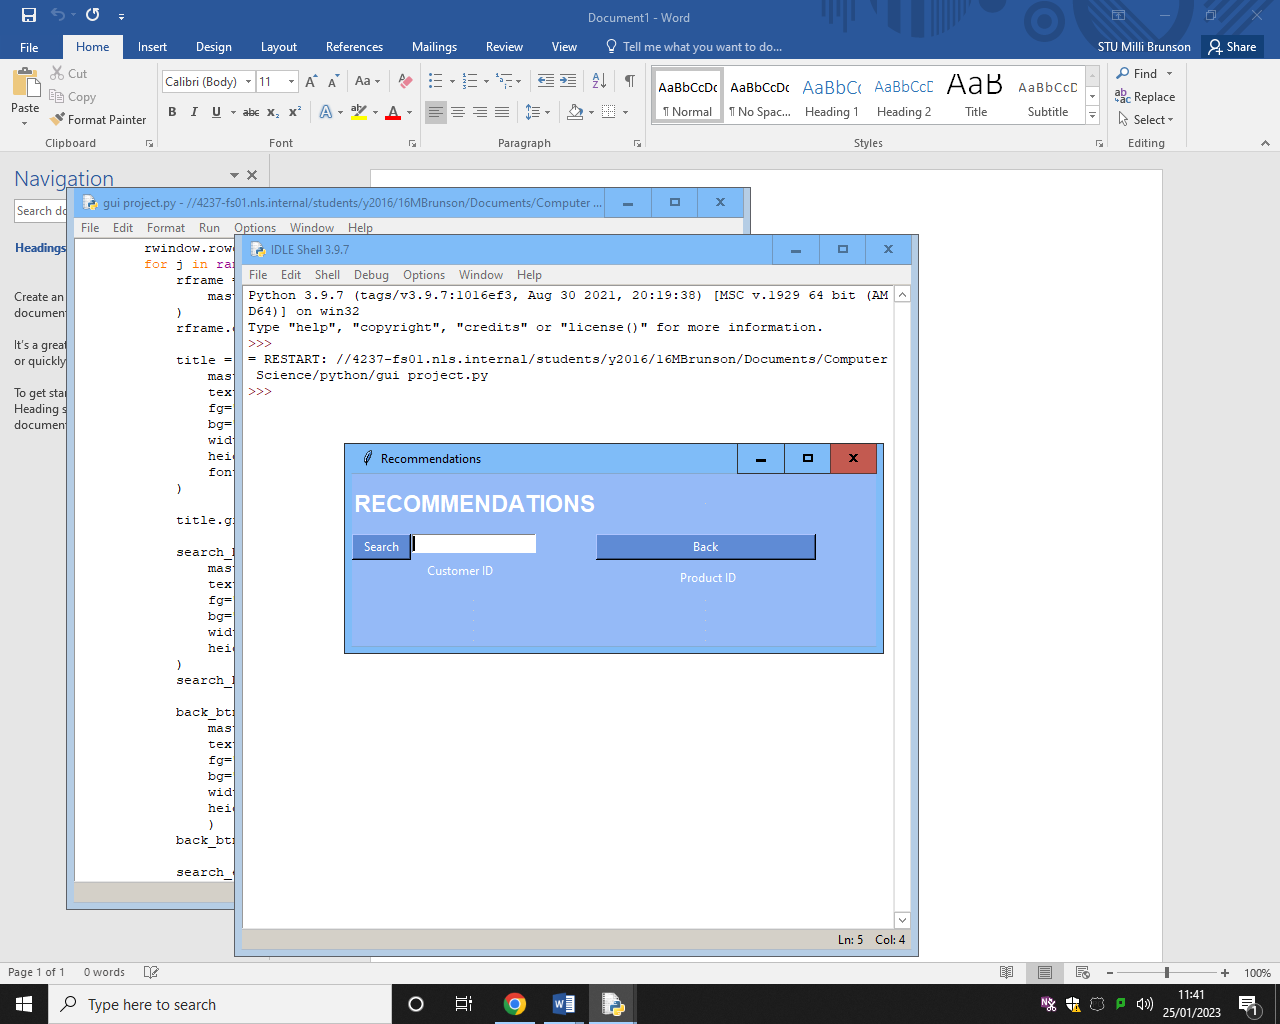 Document1 - Word
File Home Insert Design Layout References Mailings Review View Tell me what you want to do... STU Milli Brunson Share
Paste
Cut
Copy
Format Painter
Clipboard
Calibri (Body) 11
Font
Paragraph
AaBbCcDc AaBbCcDc AaBbCc AaBbCcD AaB AaBbCcD
¶ Normal ¶ No Spac... Heading 1 Heading 2 Title Subtitle
Styles
Find
Replace
Select
Editing
Navigation
Search do
Headings
Create an
document
It's a great
or quickly
To get star
Heading s
document
gui project.py - //4237-fs01.nls.internal/students/y2016/16MBrunson/Documents/Computer ...
File Edit Format Run Options Window Help
rwindow.rowc
for j in ran
rframe =
mas
)
rframe.
title =
mas
tex
fg=
bg=
wid
hei
fon
)
title.g
search_
mas
tex
fg=
bg=
wid
hei
)
search_
back_bt
mas
tex
fg=
bg=
wid
hei
)
back_bt
search_
IDLE Shell 3.9.7
File Edit Shell Debug Options Window Help
Python 3.9.7 (tags/v3.9.7:1016ef3, Aug 30 2021, 20:19:38) [MSC v.1929 64 bit (AM
D64)] on win32
Type "help", "copyright", "credits" or "license()" for more information.
>>>
= RESTART: //4237-fs01.nls.internal/students/y2016/16MBrunson/Documents/Computer
Science/python/gui project.py
>>>
Recommendations
RECOMMENDATIONS
Search Back
Customer ID Product ID
Ln: 5 Col: 4
Page 1 of 1 0 words 100%
Type here to search
11:41
25/01/2023
1